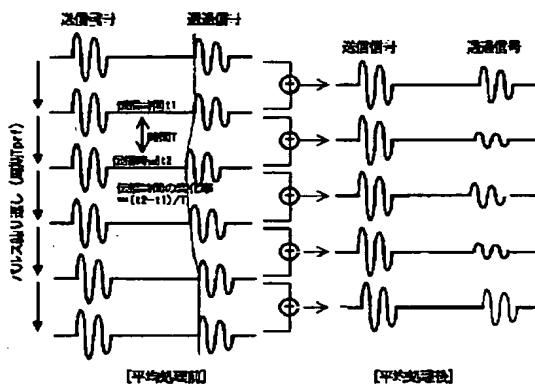 送信信号
透過信号
伝播時間t1
時間T
伝播時間t2
伝播時間の変化率
=(t2-t1)/T
パルス繰り返し (周期Tprf)
[平均処理前]
送信信号
透過信号
[平均処理後]